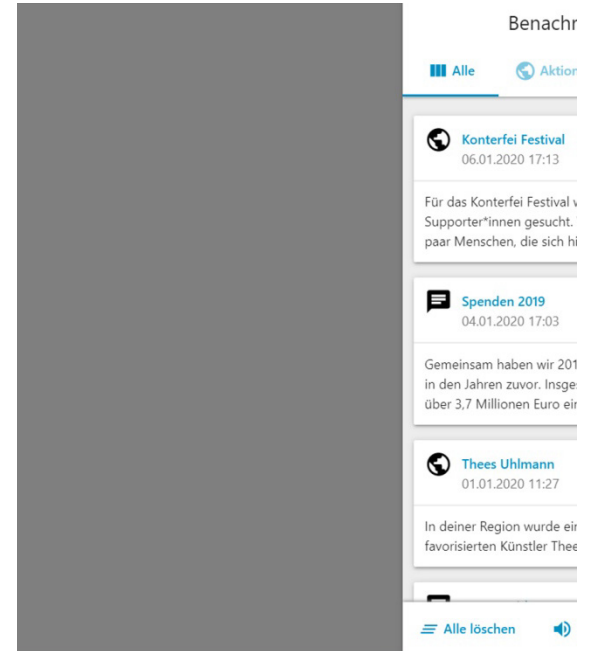 Benachr
Alle Aktion
Konterfei Festival
06.01.2020 17:13
Für das Konterfei Festival
Supporter*innen gesucht.
paar Menschen, die sich hi
Spenden 2019
04.01.2020 17:03
Gemeinsam haben wir 201
in den Jahren zuvor. Insge
über 3,7 Millionen Euro ein
Thees Uhlmann
01.01.2020 11:27
In deiner Region wurde ein
favorisierten Künstler Thee
Alle löschen